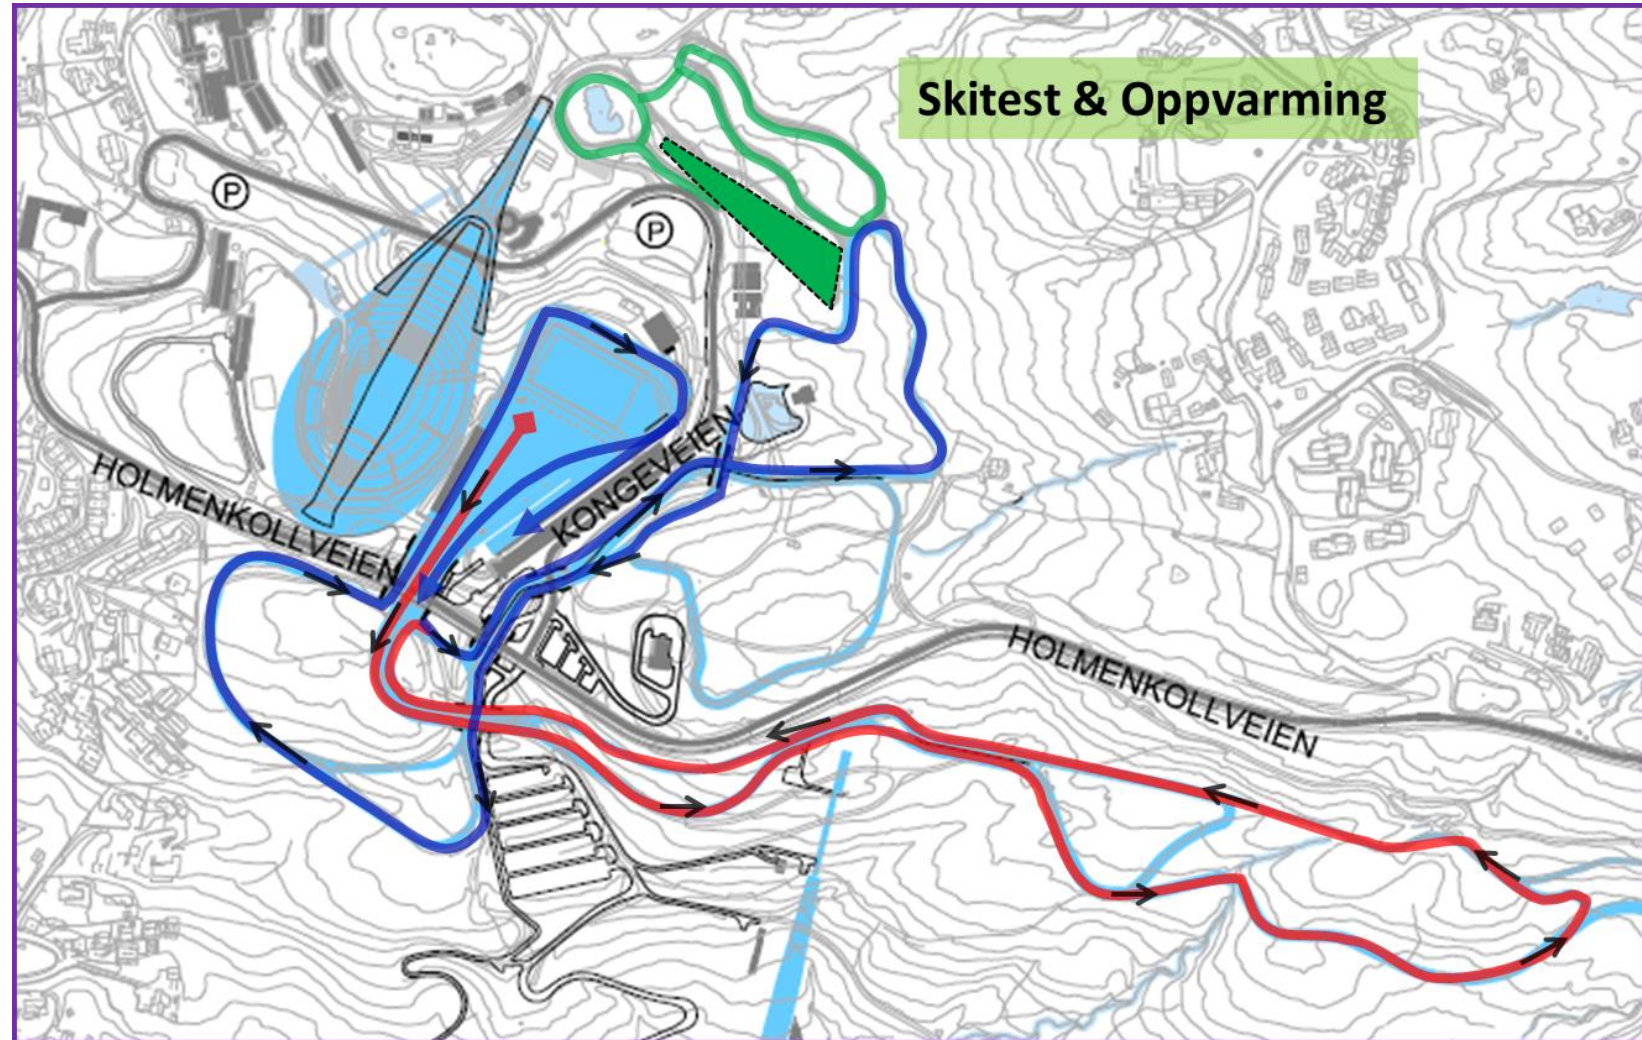 Skitest & Oppvarming
P
P
KONGEVEIEN
HOLMENKOLLVEIEN
HOLMENKOLLVEIEN